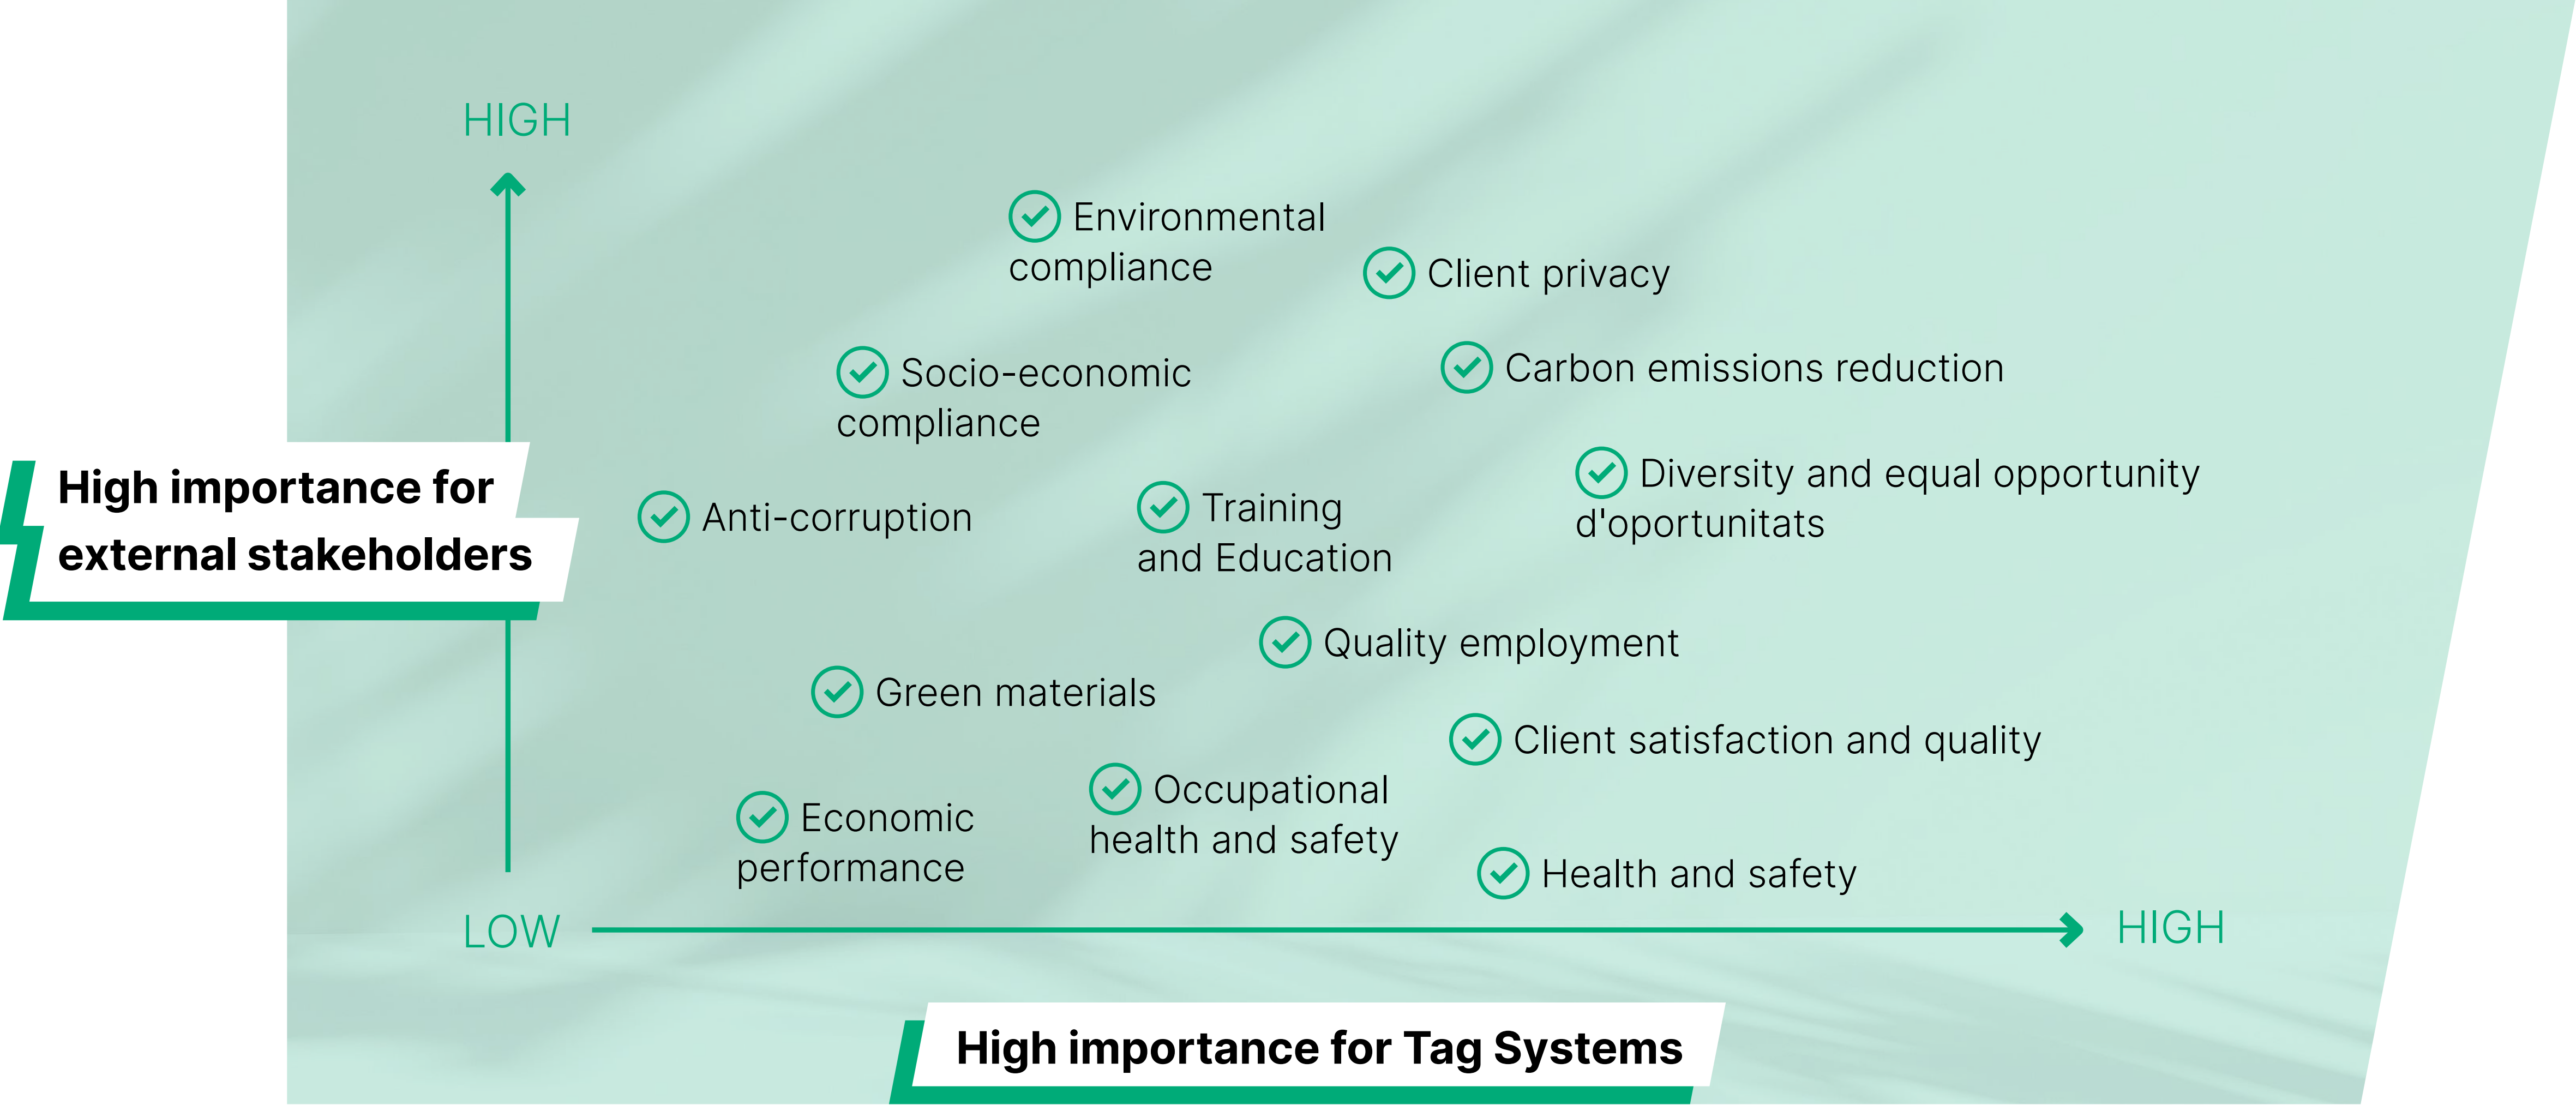 HIGH
Environmental
compliance
Client privacy
Socio-economic
compliance
Carbon emissions reduction
High importance for
external stakeholders
Anti-corruption
Training
and Education
Diversity and equal opportunity
d'oportunitats
Quality employment
Green materials
Client satisfaction and quality
Economic
performance
Occupational
health and safety
Health and safety
LOW
HIGH
High importance for Tag Systems